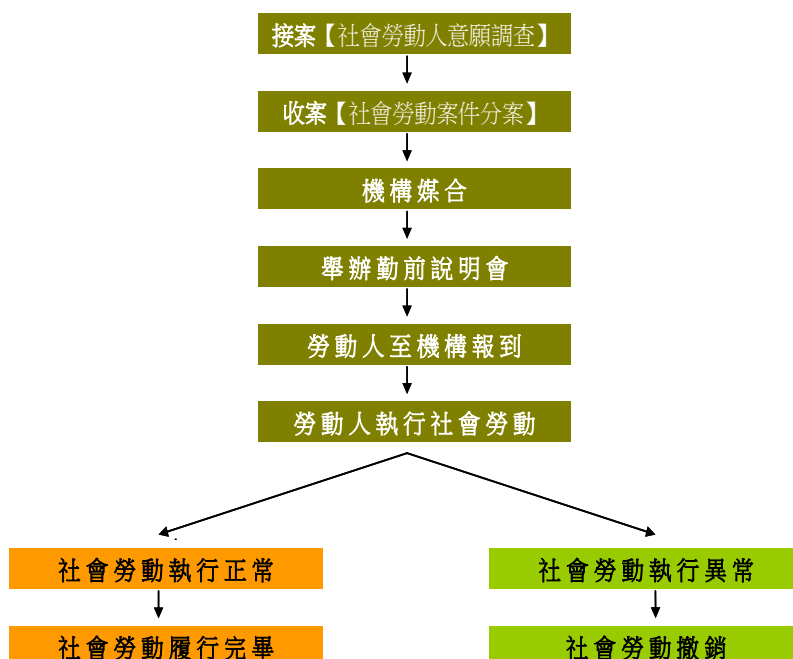 接案【社會勞動人意願調查】
收案【社會勞動案件分案】
機構媒合
舉辦勤前說明會
勞動人至機構報到
勞動人執行社會勞動
社會勞動執行正常
社會勞動執行異常
社會勞動履行完畢
社會勞動撤銷